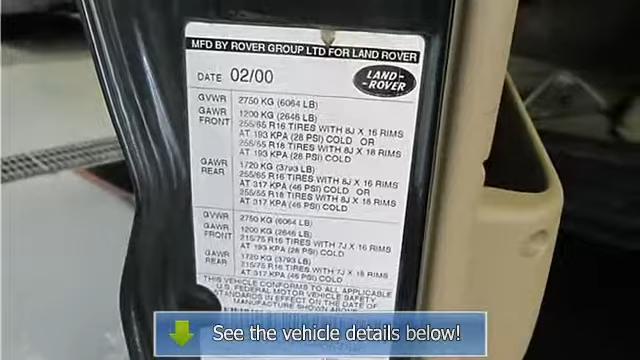 MFD BY ROVER GROUP LTD FOR LAND ROVER
DATE 02/00
LAND-
-ROVER
GVWR 2750 KG (6064 LB)
GAWR FRONT 1200 KG (2646 LB)
255/65 R16 TIRES WITH 8J X 16 RIMS
AT 193 KPA (28 PSI) COLD OR
255/55 R18 TIRES WITH 8J X 18 RIMS
AT 193 KPA (28 PSI) COLD
GAWR REAR 1720 KG (3793 LB)
255/65 R16 TIRES WITH 8J X 16 RIMS
AT 317 KPA (46 PSI) COLD OR
255/55 R18 TIRES WITH 8J X 18 RIMS
AT 317 KPA (46 PSI) COLD
GVWR 2750 KG (6064 LB)
GAWR FRONT 1200 KG (2646 LB)
215/75 R16 TIRES WITH 7J X 16 RIMS
AT 193 KPA (28 PSI) COLD
GAWR REAR 1720 KG (3793 LB)
215/75 R16 TIRES WITH 7J X 16 RIMS
AT 317 KPA (46 PSI) COLD
THIS VEHICLE CONFORMS TO ALL APPLICABLE
U.S. FEDERAL MOTOR VEHICLE SAFETY
STANDARDS IN EFFECT ON THE DATE OF
MANUFACTURE SHOWN ABOVE
See the vehicle details below!